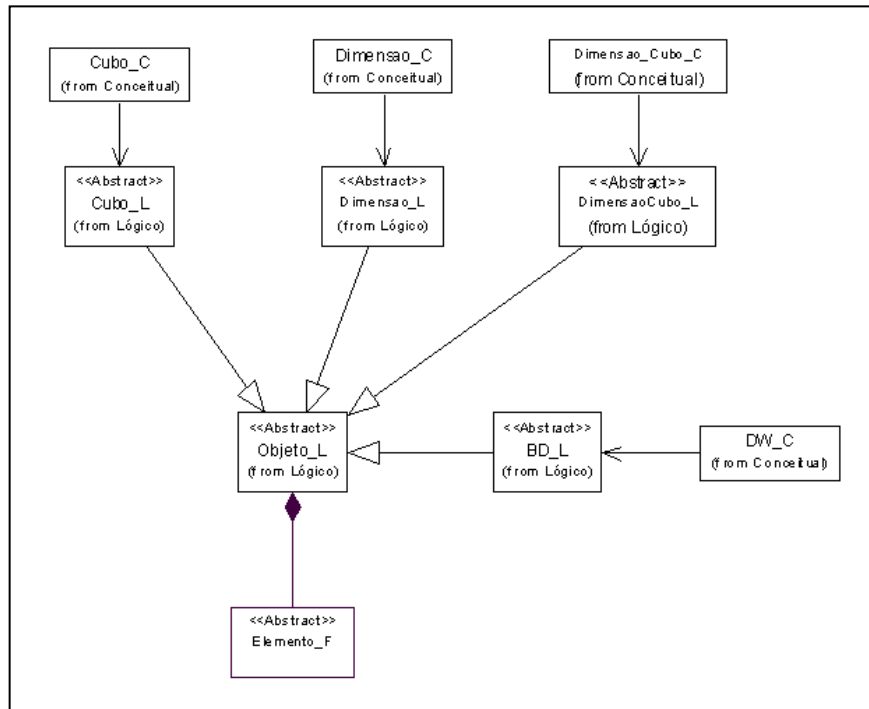 Cubo_C
(from Conceitual)
Dimensao_C
(from Conceitual)
Dimensao_Cubo_C
(from Conceitual)
<<Abstract>>
Cubo_L
(from Lógico)
<<Abstract>>
Dimensao_L
(from Lógico)
<<Abstract>>
DimensaoCubo_L
(from Lógico)
<<Abstract>>
Objeto_L
(from Lógico)
<<Abstract>>
BD_L
(from Lógico)
DW_C
(from Conceitual)
<<Abstract>>
Elemento_F